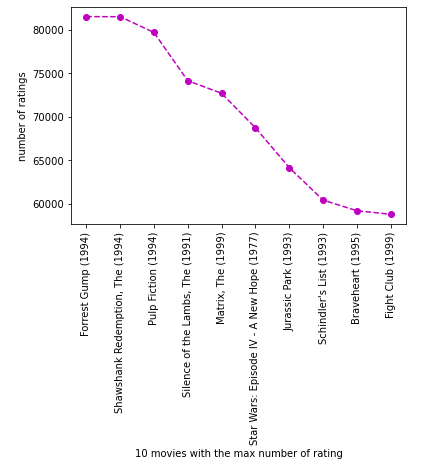 80000
75000
70000
65000
60000
number of ratings
Forrest Gump (1994)
Shawshank Redemption, The (1994)
Pulp Fiction (1994)
Silence of the Lambs, The (1991)
Matrix, The (1999)
Star Wars: Episode IV - A New Hope (1977)
Jurassic Park (1993)
Schindler's List (1993)
Braveheart (1995)
Fight Club (1999)
10 movies with the max number of rating